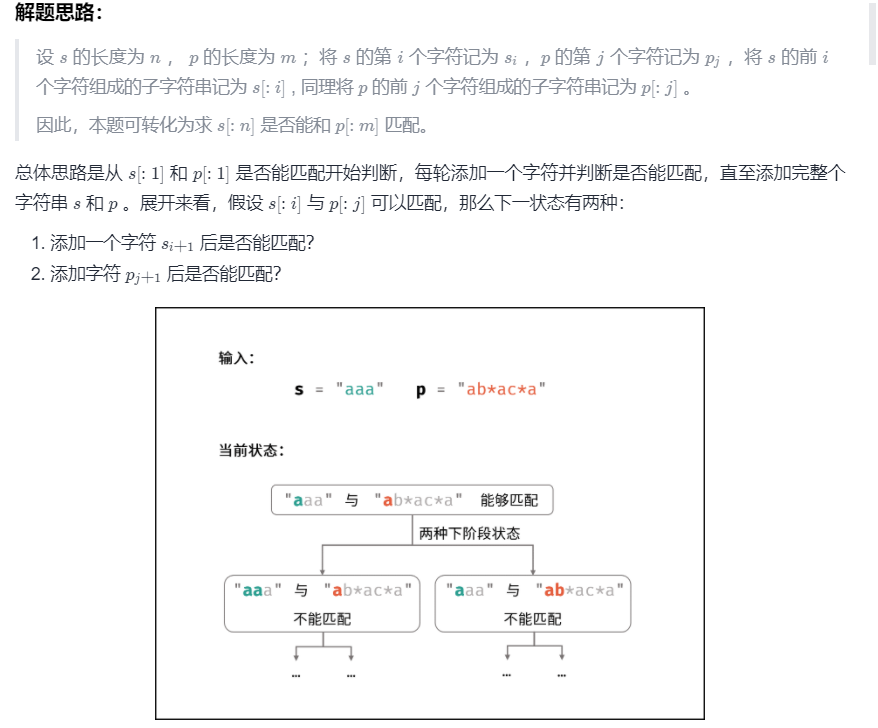 解题思路：
设 s 的长度为 n ， p 的长度为 m ；将 s 的第 i 个字符记为 s_i ，p 的第 j 个字符记为 p_j ，将 s 的前 i
个字符组成的子字符串记为 s[: i] , 同理将 p 的前 j 个字符组成的子字符串记为 p[: j] 。
因此，本题可转化为求 s[: n] 是否能和 p[: m] 匹配。
总体思路是从 s[: 1] 和 p[: 1] 是否能匹配开始判断，每轮添加一个字符并判断是否能匹配，直至添加完整个
字符串 s 和 p 。展开来看，假设 s[: i] 与 p[: j] 可以匹配，那么下一状态有两种：
1. 添加一个字符 s_{i+1} 后是否能匹配？
2. 添加字符 p_{j+1} 后是否能匹配？
输入：
s = "aaa" p = "ab*ac*a"
当前状态：
"aaa" 与 "ab*ac*a" 能够匹配
两种下阶段状态
"aaa" 与 "ab*ac*a" "aaa" 与 "ab*ac*a"
不能匹配 不能匹配
... ... ... ...